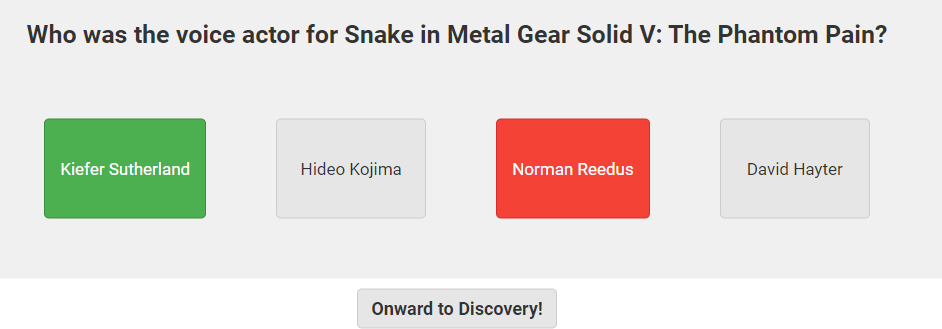 Who was the voice actor for Snake in Metal Gear Solid V: The Phantom Pain?
Kiefer Sutherland
Hideo Kojima
Norman Reedus
David Hayter
Onward to Discovery!